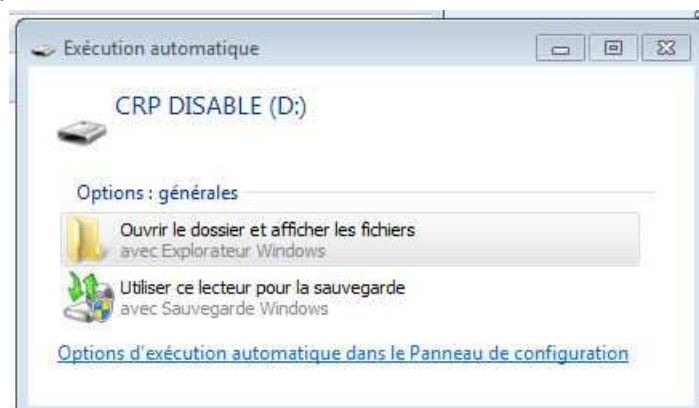 Exécution automatique
CRP DISABLE (D:)
Options : générales
Ouvrir le dossier et afficher les fichiers
avec Explorateur Windows
Utiliser ce lecteur pour la sauvegarde
avec Sauvegarde Windows
Options d'exécution automatique dans le Panneau de configuration